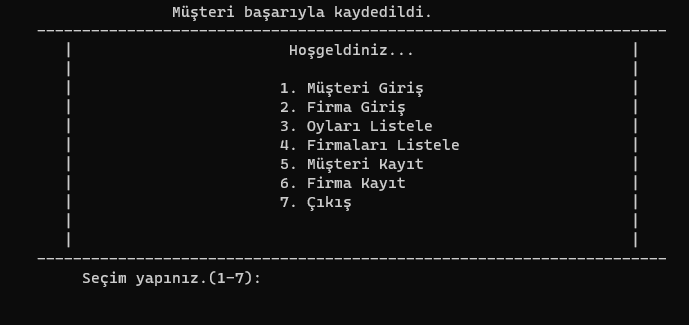 Müşteri başarıyla kaydedildi.
Hoşgeldiniz...
1. Müşteri Giriş
2. Firma Giriş
3. Oyları Listele
4. Firmaları Listele
5. Müşteri Kayıt
6. Firma Kayıt
7. Çıkış
Seçim yapınız.(1-7):